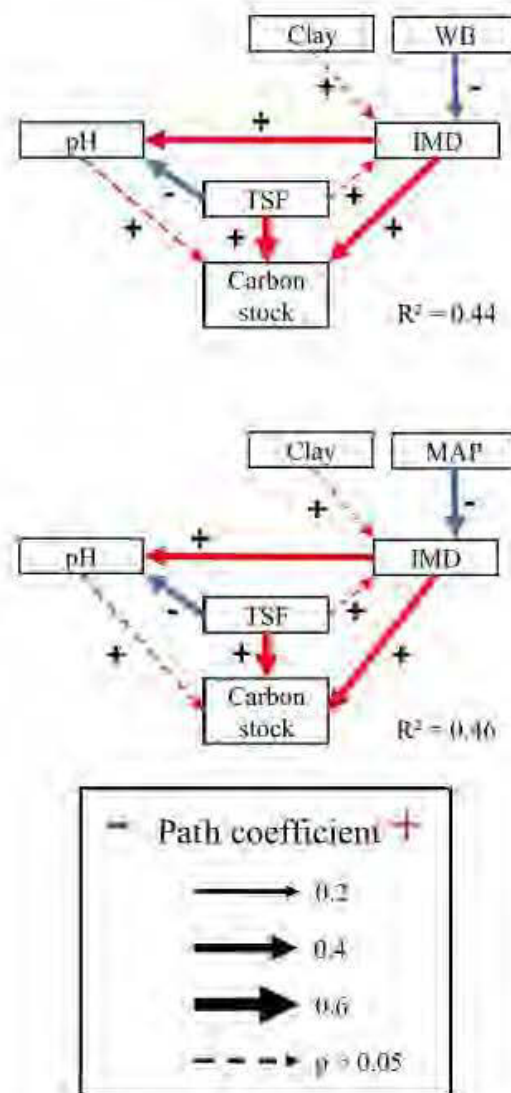 Clay WB
+ -
+
pH IMD
- TSF +
+ + +
Carbon
stock
R² = 0.44
Clay MAP
+ -
+
pH IMD
- TSF +
+ + +
Carbon
stock
R² = 0.46
- Path coefficient +
0.2
0.4
0.6
p > 0.05